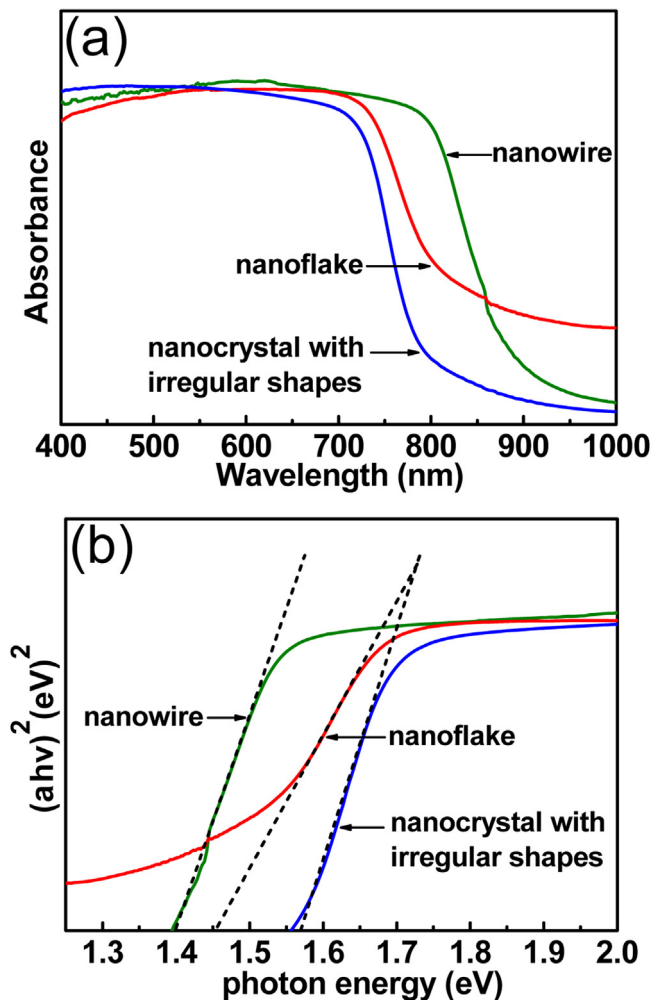 (a)
Absorbance
nanowire
nanoflake
nanocrystal with
irregular shapes
400 500 600 700 800 900 1000
Wavelength (nm)
(b)
(ahv)² (eV)²
nanowire
nanoflake
nanocrystal with
irregular shapes
1.3 1.4 1.5 1.6 1.7 1.8 1.9 2.0
photon energy (eV)